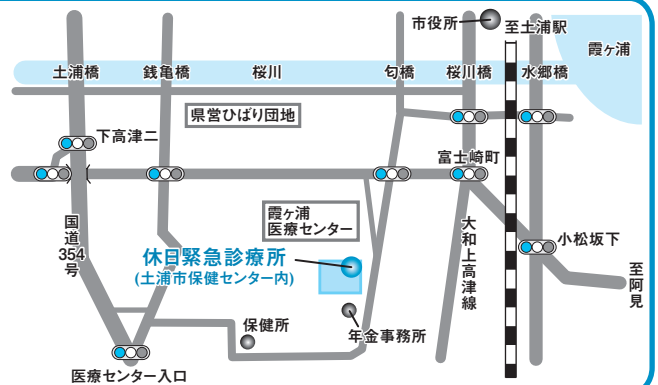 市役所
至土浦駅
霞ヶ浦
土浦橋
銭亀橋
桜川
匂橋
桜川橋
水郷橋
県営ひばり団地
下高津二
富士崎町
霞ヶ浦
医療センター
国道354号
大和上高津線
小松坂下
休日緊急診療所
(土浦市保健センター内)
至阿見
保健所
年金事務所
医療センター入口